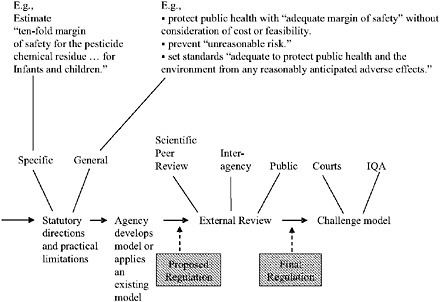 E.g.,
Estimate
“ten-fold margin
of safety for the pesticide
chemical residue … for
Infants and children.”
E.g.,
▪ protect public health with “adequate margin of safety” without
consideration of cost or feasibility.
▪ prevent “unreasonable risk.”
▪ set standards “adequate to protect public health and the
environment from any reasonably anticipated adverse effects.”
Specific
General
Scientific
Peer
Review
Inter-
agency
Public
Courts
IQA
Statutory
directions
and practical
limitations
Agency
develops
model or
applies
an
existing
model
External Review
Challenge model
Proposed
Regulation
Final
Regulation